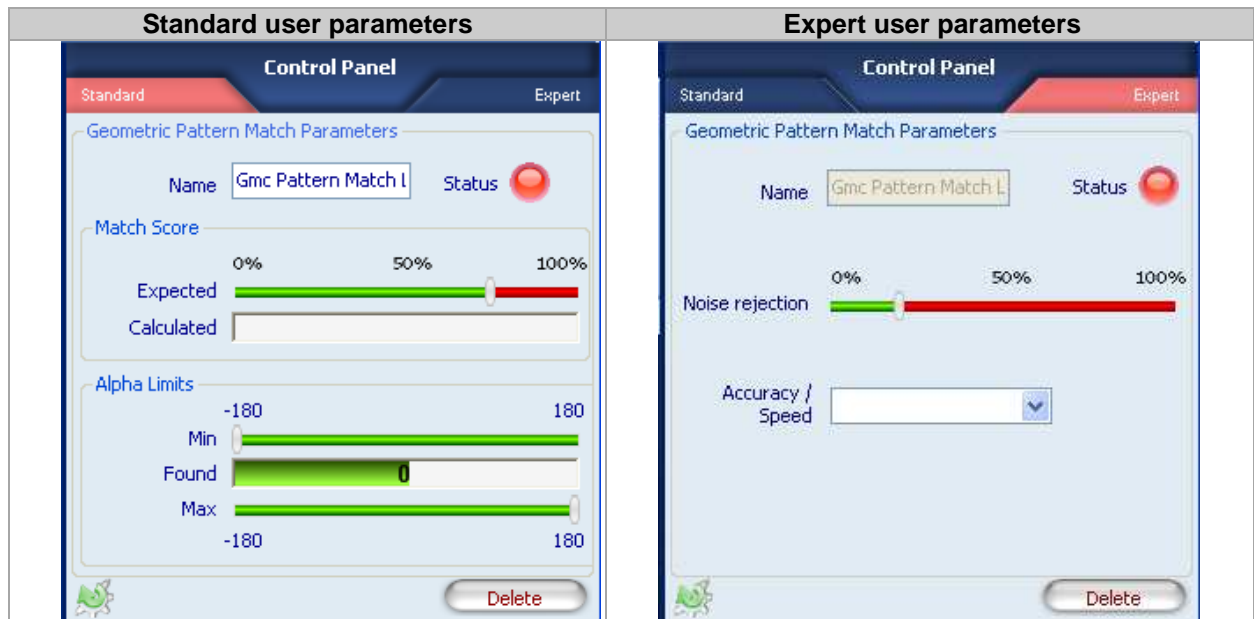 Standard user parameters
Expert user parameters
Control Panel
Standard
Expert
Geometric Pattern Match Parameters
Name
Gmc Pattern Match L
Status
Match Score
0% 50% 100%
Expected
Calculated
Alpha Limits
-180 180
Min
Found
0
Max
-180 180
Delete
Control Panel
Standard
Expert
Geometric Pattern Match Parameters
Name
Gmc Pattern Match L
Status
0% 50% 100%
Noise rejection
Accuracy /
Speed
Delete